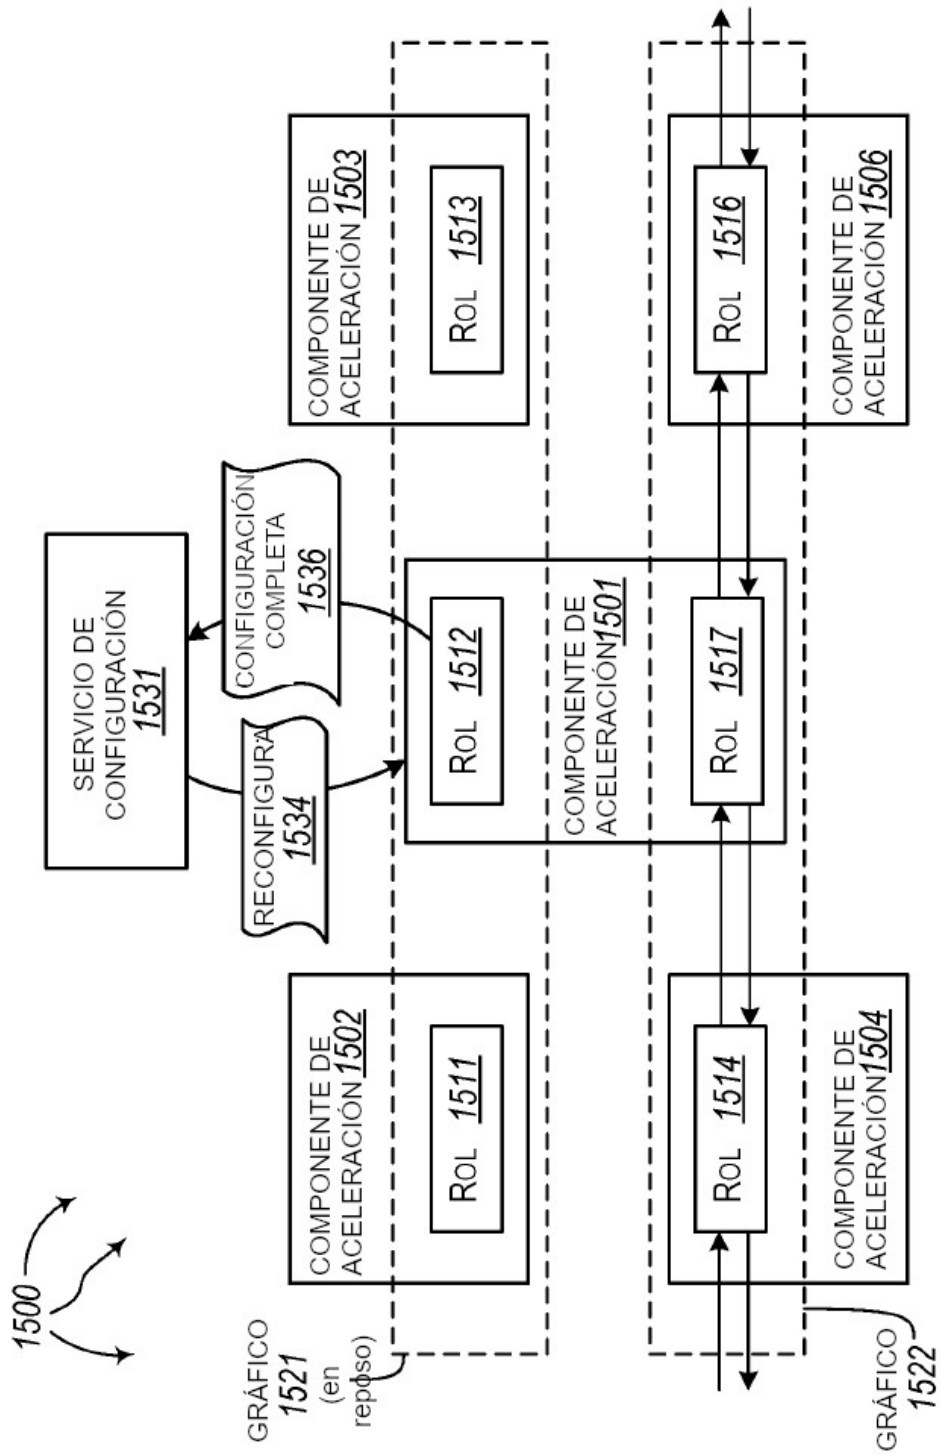 1500
SERVICIO DE
CONFIGURACIÓN
1531
RECONFIGURA
1534
CONFIGURACIÓN
COMPLETA
1536
COMPONENTE DE
ACELERACIÓN 1502
ROL 1511
COMPONENTE DE
ACELERACIÓN 1503
ROL 1513
ROL 1512
COMPONENTE DE
ACELERACIÓN 1501
ROL 1517
GRÁFICO
1521
(en
reposo)
ROL 1514
COMPONENTE DE
ACELERACIÓN 1504
ROL 1516
COMPONENTE DE
ACELERACIÓN 1506
GRÁFICO
1522